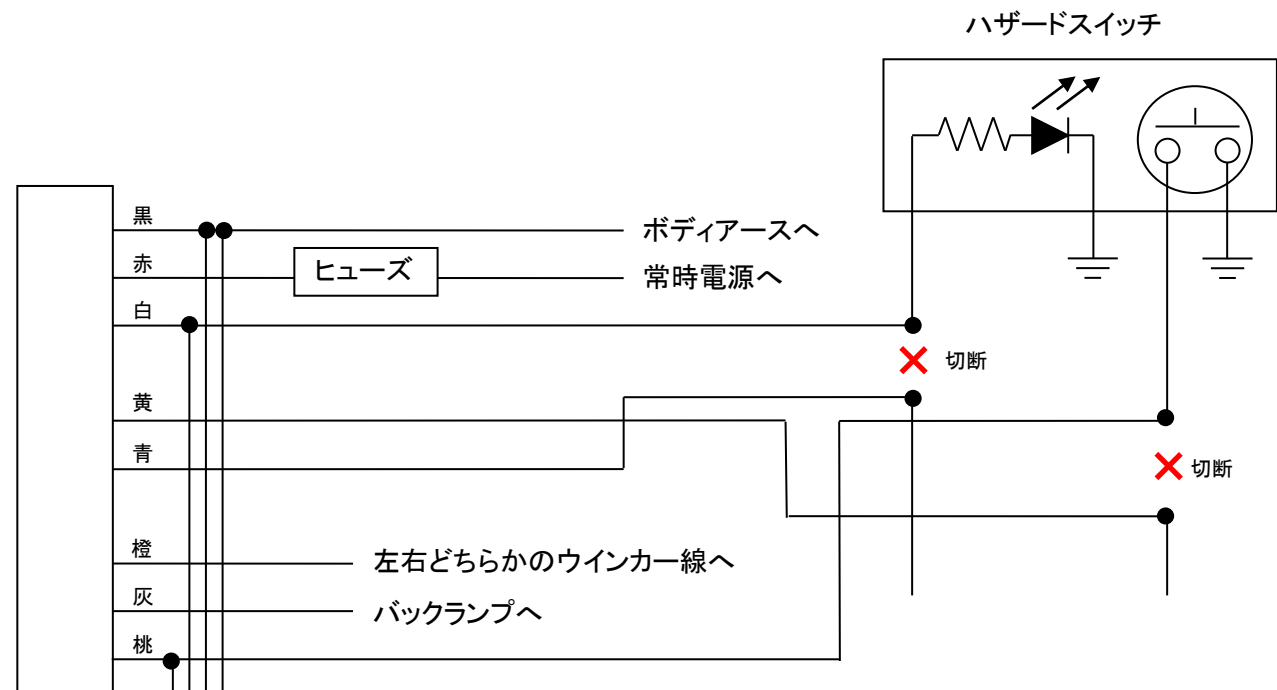 ハザードスイッチ
黒
ボディアースへ
赤
ヒューズ
常時電源へ
白
切断
黄
青
切断
橙
左右どちらかのウインカー線へ
灰
バックランプへ
桃